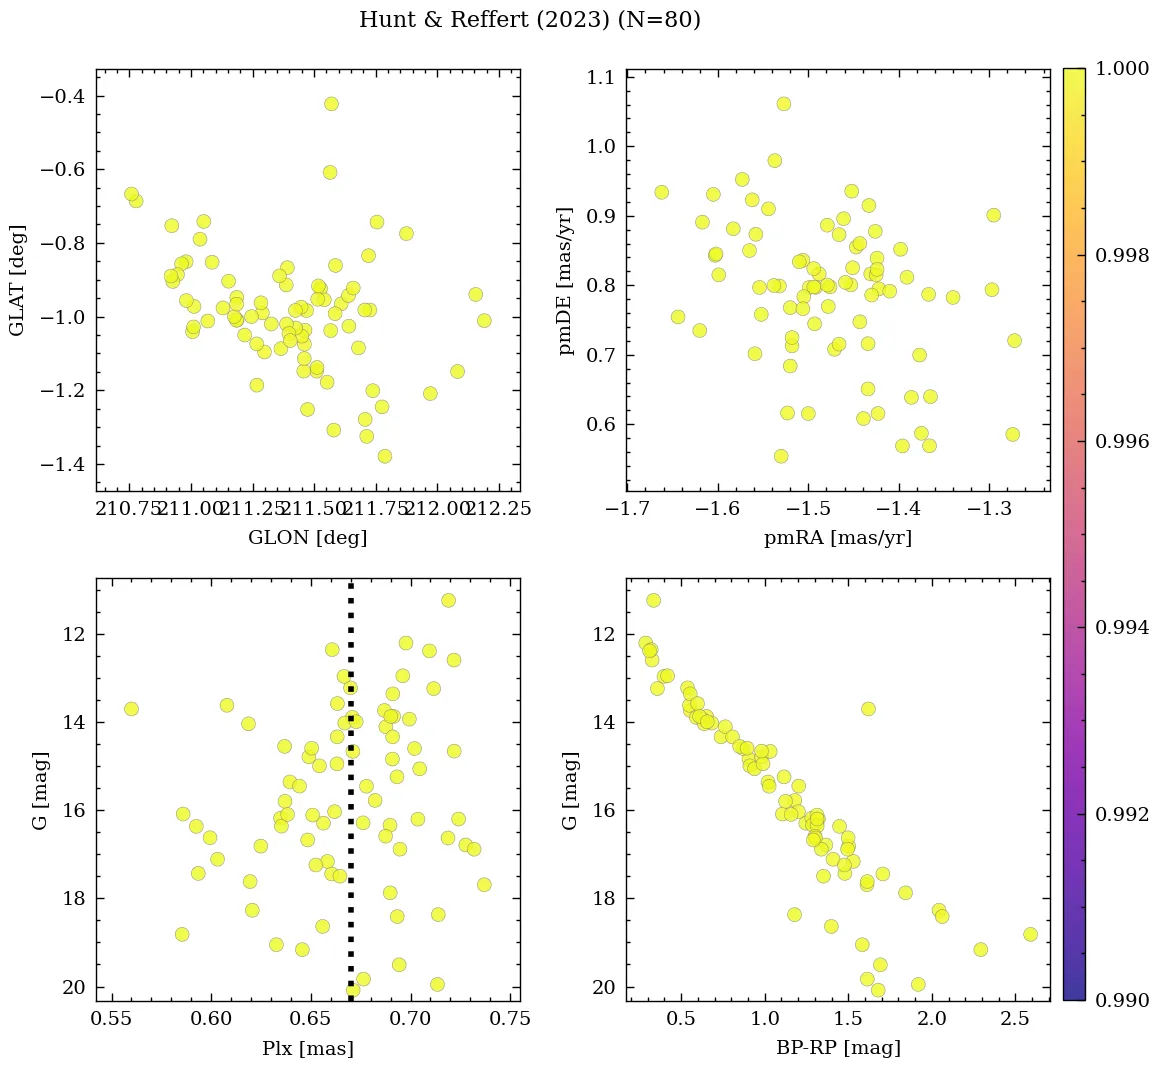 Hunt & Reffert (2023) (N=80)
GLAT [deg]
−0.4
−0.6
−0.8
−1.0
−1.2
−1.4
210.75 211.00 211.25 211.50 211.75 212.00 212.25
GLON [deg]
pmDE [mas/yr]
1.1
1.0
0.9
0.8
0.7
0.6
−1.7 −1.6 −1.5 −1.4 −1.3
pmRA [mas/yr]
G [mag]
12
14
16
18
20
0.55 0.60 0.65 0.70 0.75
Plx [mas]
G [mag]
12
14
16
18
20
0.5 1.0 1.5 2.0 2.5
BP-RP [mag]
1.000
0.998
0.996
0.994
0.992
0.990